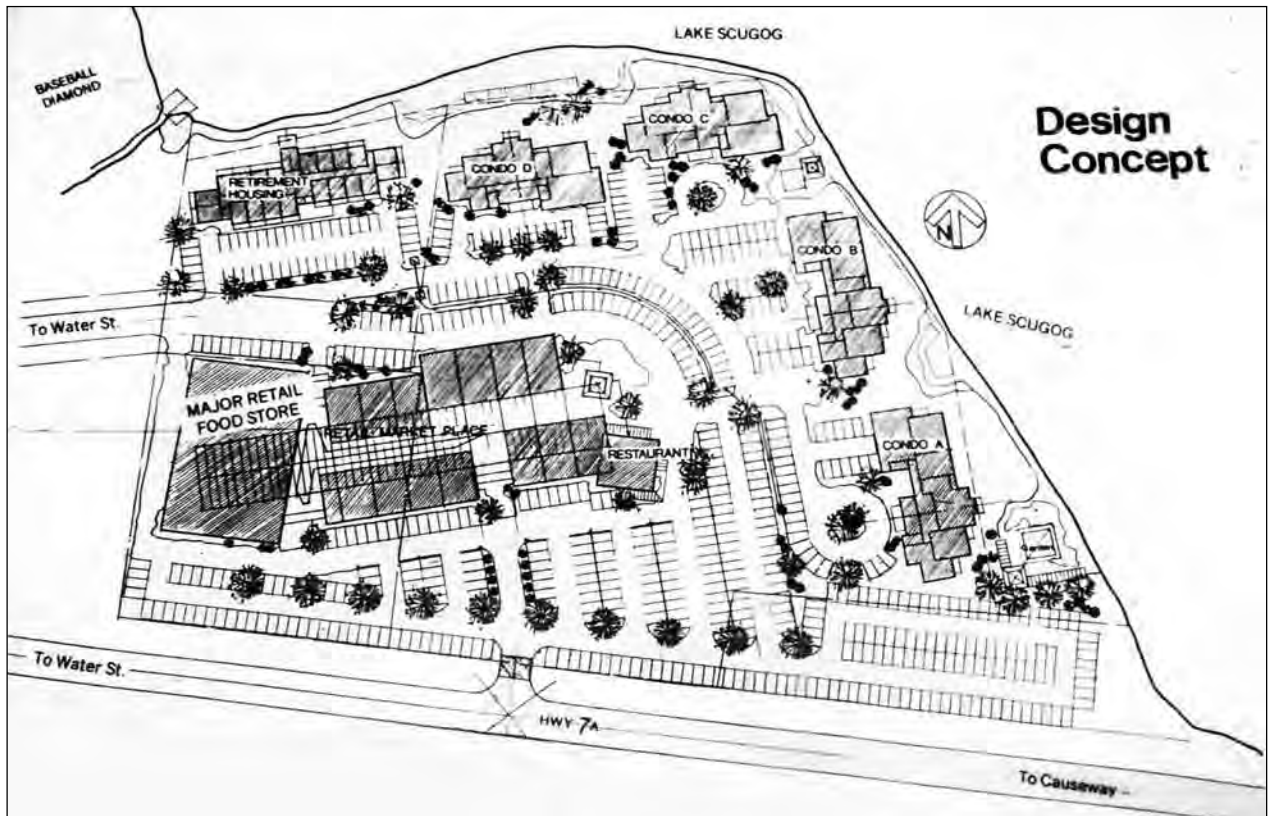 LAKE SCUGOG
BASEBALL
DIAMOND
Design
Concept
CONDO C
CONDO D
RETIREMENT
HOUSING
N
CONDO B
LAKE SCUGOG
To Water St.
MAJOR RETAIL
FOOD STORE
RETAIL MARKET PLACE
RESTAURANT
CONDO A
To Water St.
HWY 7A
To Causeway